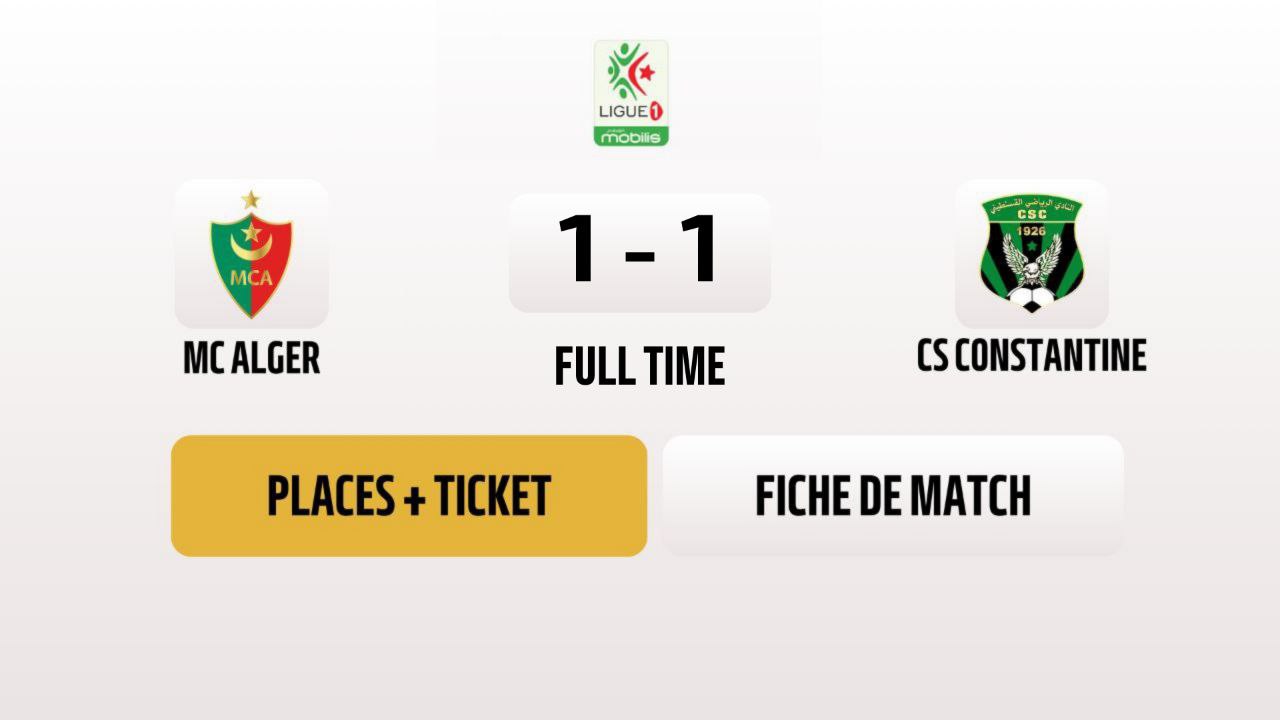 LIGUE 1
mobilis
MCA
النادي الرياضي القسنطيني
CSC
1926
1 - 1
MC ALGER
FULL TIME
CS CONSTANTINE
PLACES + TICKET
FICHE DE MATCH